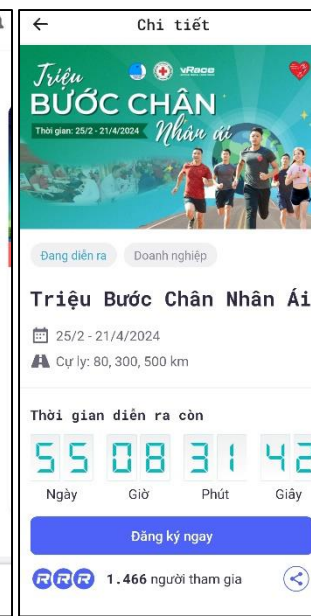 Chi tiết
vRace
Triệu
BƯỚC CHÂN
Nhân ái
Thời gian: 25/2 - 21/4/2024
Đang diễn ra
Doanh nghiệp
Triệu Bước Chân Nhân Ái
25/2 - 21/4/2024
Cự ly: 80, 300, 500 km
Thời gian diễn ra còn
55 08 31 42
Ngày Giờ Phút Giây
Đăng ký ngay
RRR 1.466 người tham gia